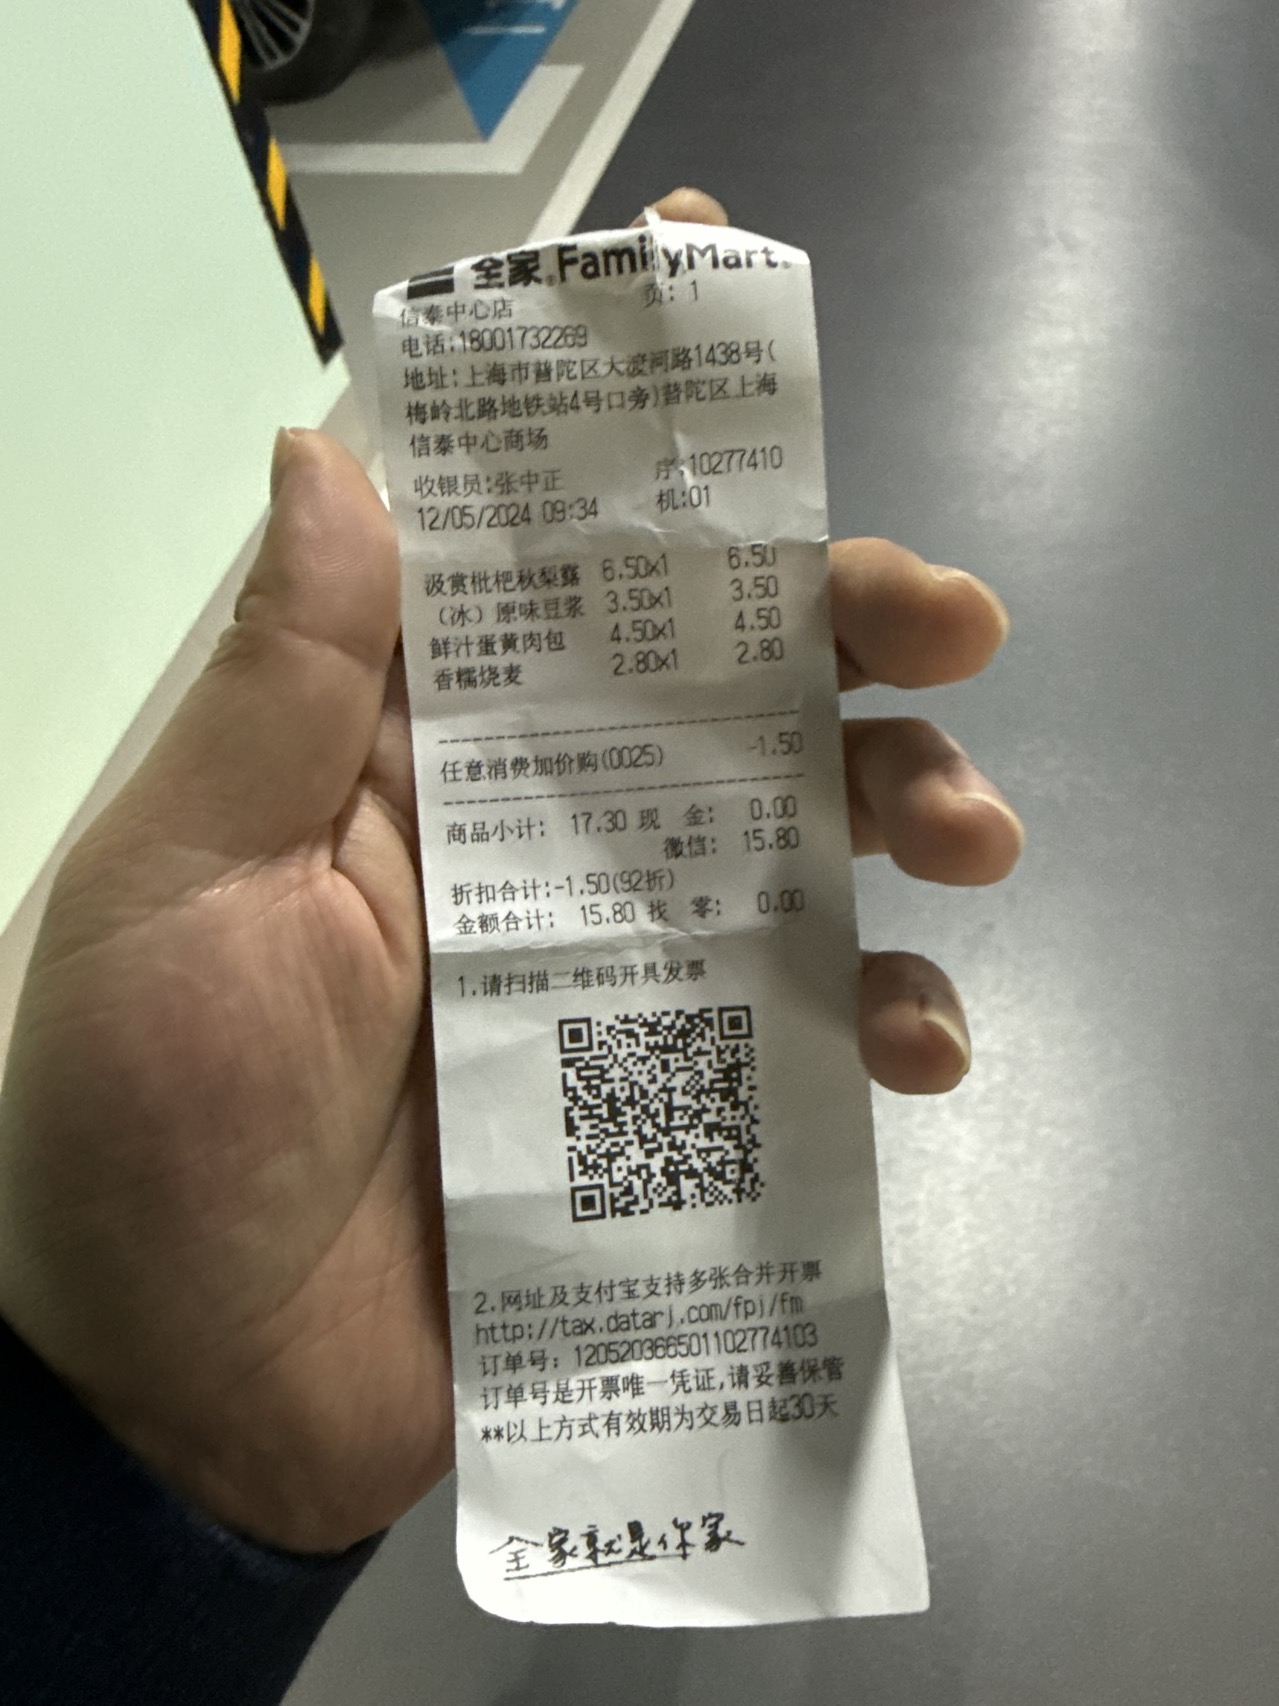 全家 FamilyMart
信泰中心店 页: 1
电话:18001732269
地址:上海市普陀区大渡河路1438号(
梅岭北路地铁站4号口旁)普陀区上海
信泰中心商场
收银员:张中正 序:10277410
12/05/2024 09:34 机:01
汲赏枇杷秋梨露 6.50x1 6.50
(冰)原味豆浆 3.50x1 3.50
鲜汁蛋黄肉包 4.50x1 4.50
香糯烧麦 2.80x1 2.80
任意消费加价购(0025) -1.50
商品小计: 17.30 现 金: 0.00
微信: 15.80
折扣合计:-1.50(92折)
金额合计: 15.80 找 零: 0.00
1.请扫描二维码开具发票
2.网址及支付宝支持多张合并开票
http://tax.datarj.com/fpj/fm
订单号: 120520366501102774103
订单号是开票唯一凭证,请妥善保管
**以上方式有效期为交易日起30天
全家就是你家